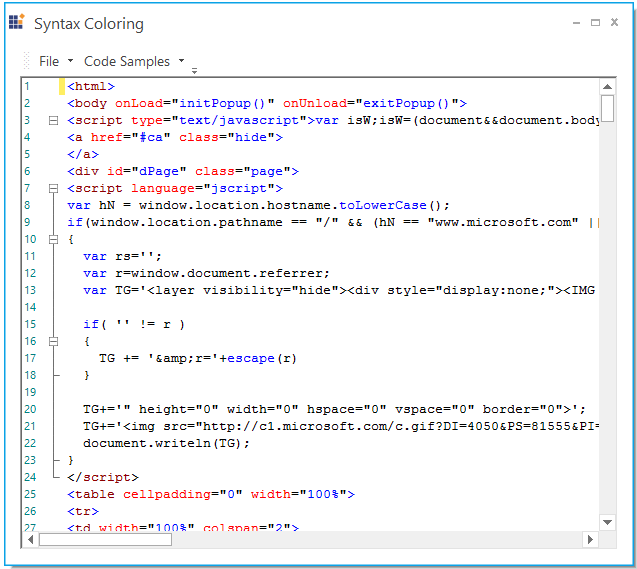 Syntax Coloring
File Code Samples
1 <html>
2 <body onLoad="initPopup()" onUnload="exitPopup()">
3 <script type="text/javascript">var isW;isW=(document&&document.body
4 <a href="#ca" class="hide">
5 </a>
6 <div id="dPage" class="page">
7 <script language="jscript">
8 var hN = window.location.hostname.toLowerCase();
9 if(window.location.pathname == "/" && (hN == "www.microsoft.com" ||
10 {
11 var rs='';
12 var r=window.document.referrer;
13 var TG='<layer visibility="hide"><div style="display:none;"><IMG
14
15 if( '' != r )
16 {
17 TG += '&amp;r='+escape(r)
18 }
19
20 TG+='" height="0" width="0" hspace="0" vspace="0" border="0">';
21 TG+='<img src="http://c1.microsoft.com/c.gif?DI=4050&PS=81555&PI=
22 document.writeln(TG);
23 }
24 </script>
25 <table cellpadding="0" width="100%">
26 <tr>
27 <td width="100%" colspan="2">